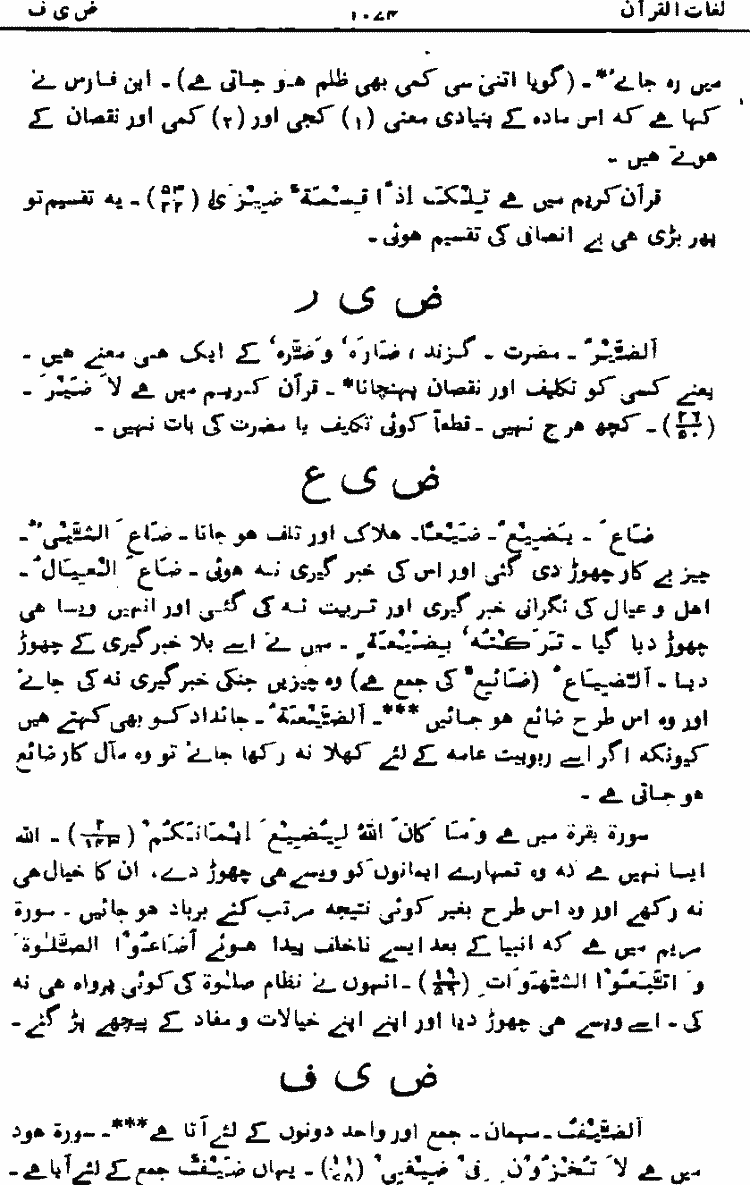 لغات القرآن ۱۰۷۳ ض ی ف
میں رہ جائے*۔ (گویا اتنی سی کمی بھی ظلم ہو جاتی ہے)۔ ابن فارس نے
کہا ہے کہ اس مادہ کے بنیادی معنی (۱) کجی اور (۲) کمی اور نقصان کے
ہوتے ہیں۔
قرآن کریم میں ہے تِلْکَ اِذًا قِسْمَةٌ ضِیْزٰی (۵۳/۲۲)۔ یہ تقسیم تو
پھر بڑی ہی بے انصافی کی تقسیم ہوئی۔
ض ی ر
اَلضَّیْرُ۔ مضرت۔ گزند، ضَارَہٗ وَضَرَّہٗ کے ایک ہی معنے ہیں۔
یعنے کسی کو تکلیف اور نقصان پہنچانا*۔ قرآن کریم میں ہے لَا ضَیْرَ۔
(۲۶/۵۰)۔ کچھ ہرج نہیں۔ قطعاً کوئی تکلیف یا مضرت کی بات نہیں۔
ض ی ع
ضَاعَ۔ یَضِیْعُ۔ ضَیْعًا۔ ہلاک اور تلف ہو جانا۔ ضَاعَ الشَّیْیُٔ۔
چیز بے کار چھوڑ دی گئی اور اس کی خبر گیری نہ ہوئی۔ ضَاعَ الْعِیَالُ۔
اہل و عیال کی نگرانی خبر گیری اور تربیت نہ کی گئی اور انہیں ویسا ہی
چھوڑ دیا گیا۔ تَرَکْتُہٗ بِضَیْعَةٍ۔ میں نے اسے بلا خبر گیری کے چھوڑ
دیا۔ اَلضِّیَاعُ (ضَائِعٌ کی جمع ہے) وہ چیزیں جنکی خبر گیری نہ کی جائے
اور وہ اس طرح ضائع ہو جائیں***۔ اَلضَّیْعَةُ۔ جائداد کو بھی کہتے ہیں
کیونکہ اگر اسے ربوبیت عامہ کے لئے کھلا نہ رکھا جائے تو وہ مآل کار ضائع
ہو جاتی ہے۔
سورۃ بقرۃ میں ہے وَمَا کَانَ اللّٰهُ لِیُضِیْعَ اِیْمَانَکُمْ (۲/۱۴۳)۔ اللہ
ایسا نہیں ہے کہ وہ تمہارے ایمانوں کو ویسے ہی چھوڑ دے، ان کا خیال ہی
نہ رکھے اور وہ اس طرح بغیر کوئی نتیجہ مرتب کئے برباد ہو جائیں۔ سورۃ
مریم میں ہے کہ انبیا کے بعد ایسے ناخلف پیدا ہوئے اَضَاعُوا الصَّلٰوۃَ
وَ اتَّبَعُوا الشَّهَوَاتِ (۱۹/۵۹)۔ انہوں نے نظام صلٰوۃ کی کوئی پرواہ ہی نہ
کی۔ اسے ویسے ہی چھوڑ دیا اور اپنے اپنے خیالات و مفاد کے پیچھے پڑ گئے۔
ض ی ف
اَلضَّیْفُ۔ مہمان۔ جمع اور واحد دونوں کے لئے آتا ہے***۔ سورۃ ہود
میں ہے لَا تُخْزُوْنِ فِیْ ضَیْفِیْ (۱۱/۷۸)۔ یہاں ضَیْفٌ جمع کے لئے آیا ہے۔